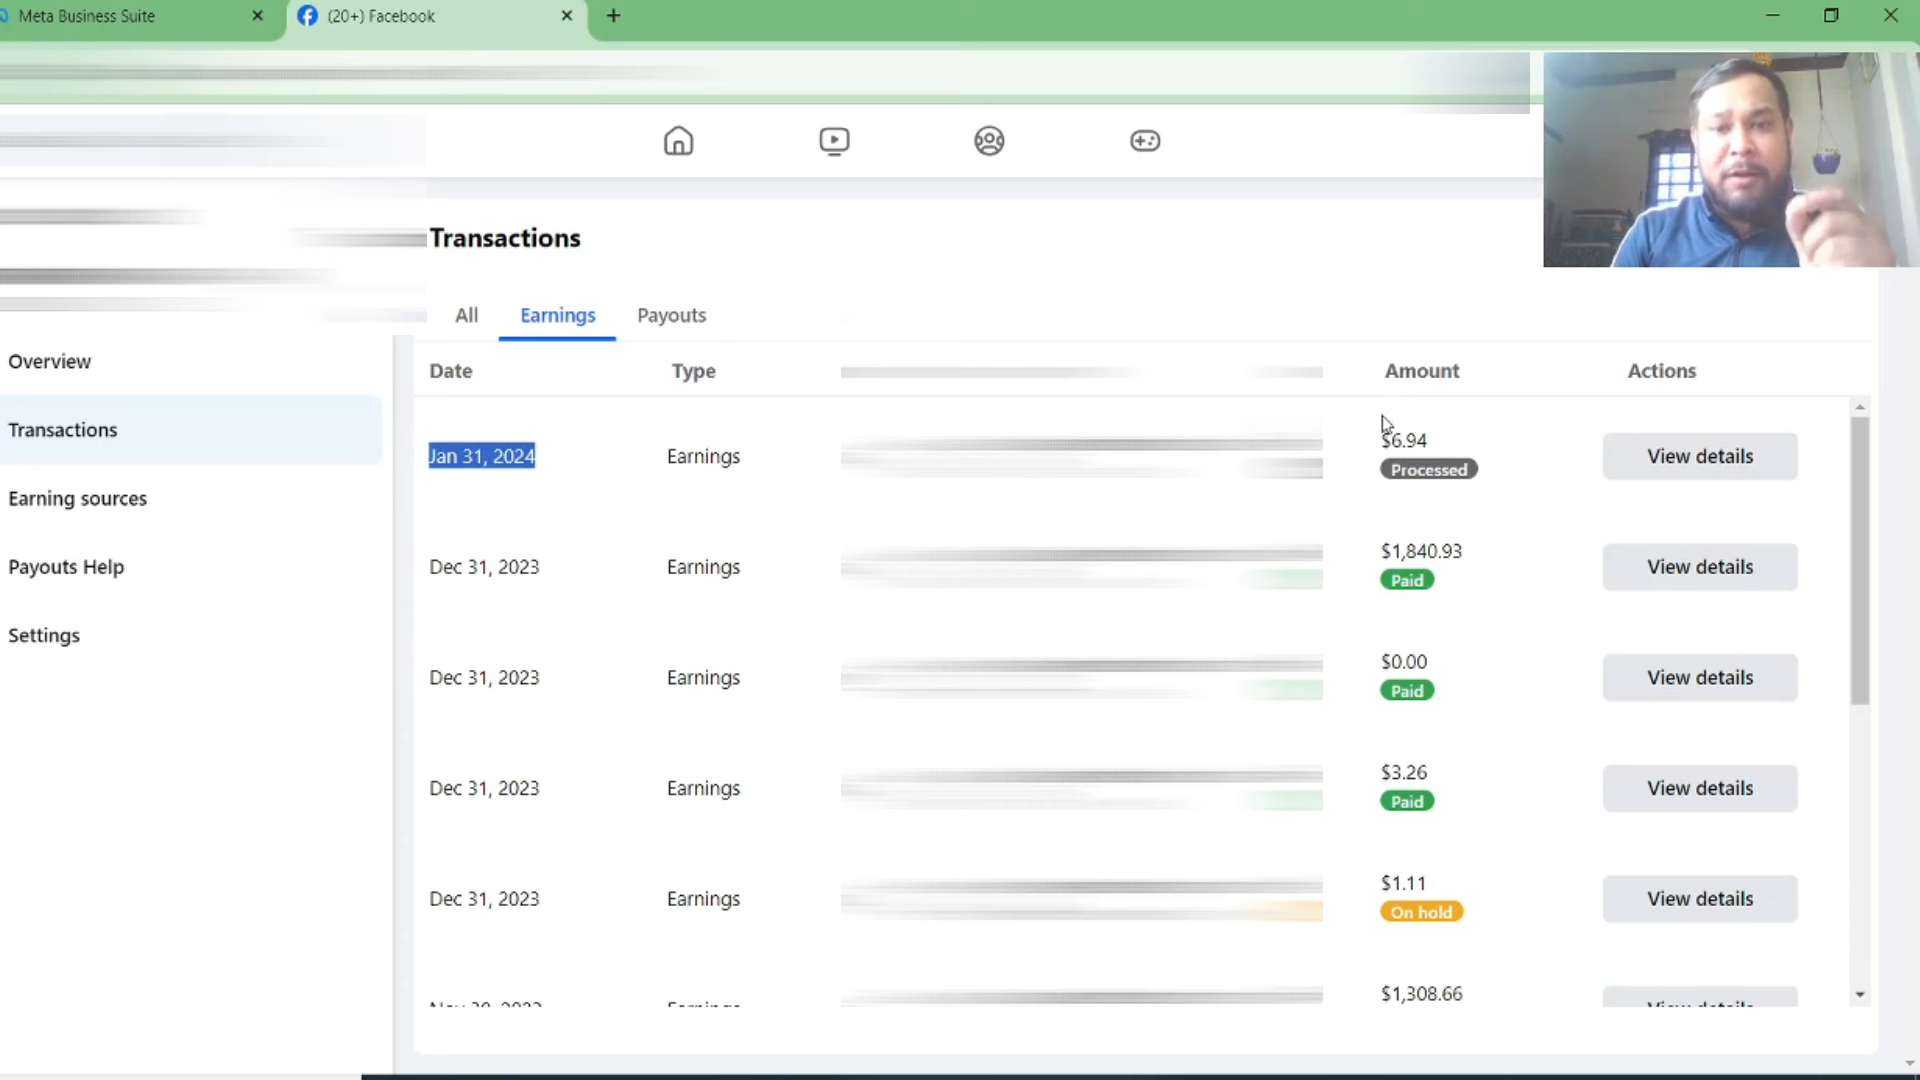 Meta Business Suite
(20+) Facebook
Transactions
All Earnings Payouts
Overview
Transactions
Earning sources
Payouts Help
Settings
Date Type Amount Actions
Jan 31, 2024 Earnings $6.94 View details
Processed
Dec 31, 2023 Earnings $1,840.93 View details
Paid
Dec 31, 2023 Earnings $0.00 View details
Paid
Dec 31, 2023 Earnings $3.26 View details
Paid
Dec 31, 2023 Earnings $1.11 View details
On hold
$1,308.66